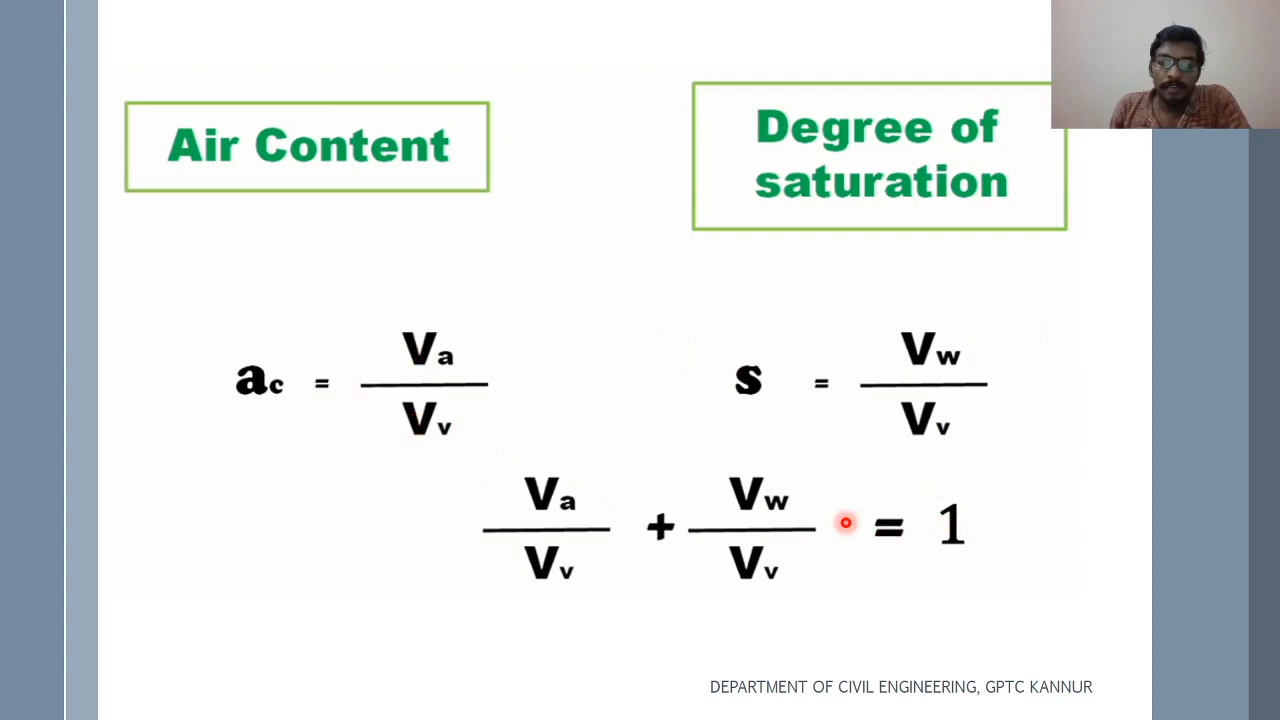 Air Content
Degree of
saturation
ac = Va / Vv
s = Vw / Vv
Va / Vv + Vw / Vv = 1
DEPARTMENT OF CIVIL ENGINEERING, GPTC KANNUR